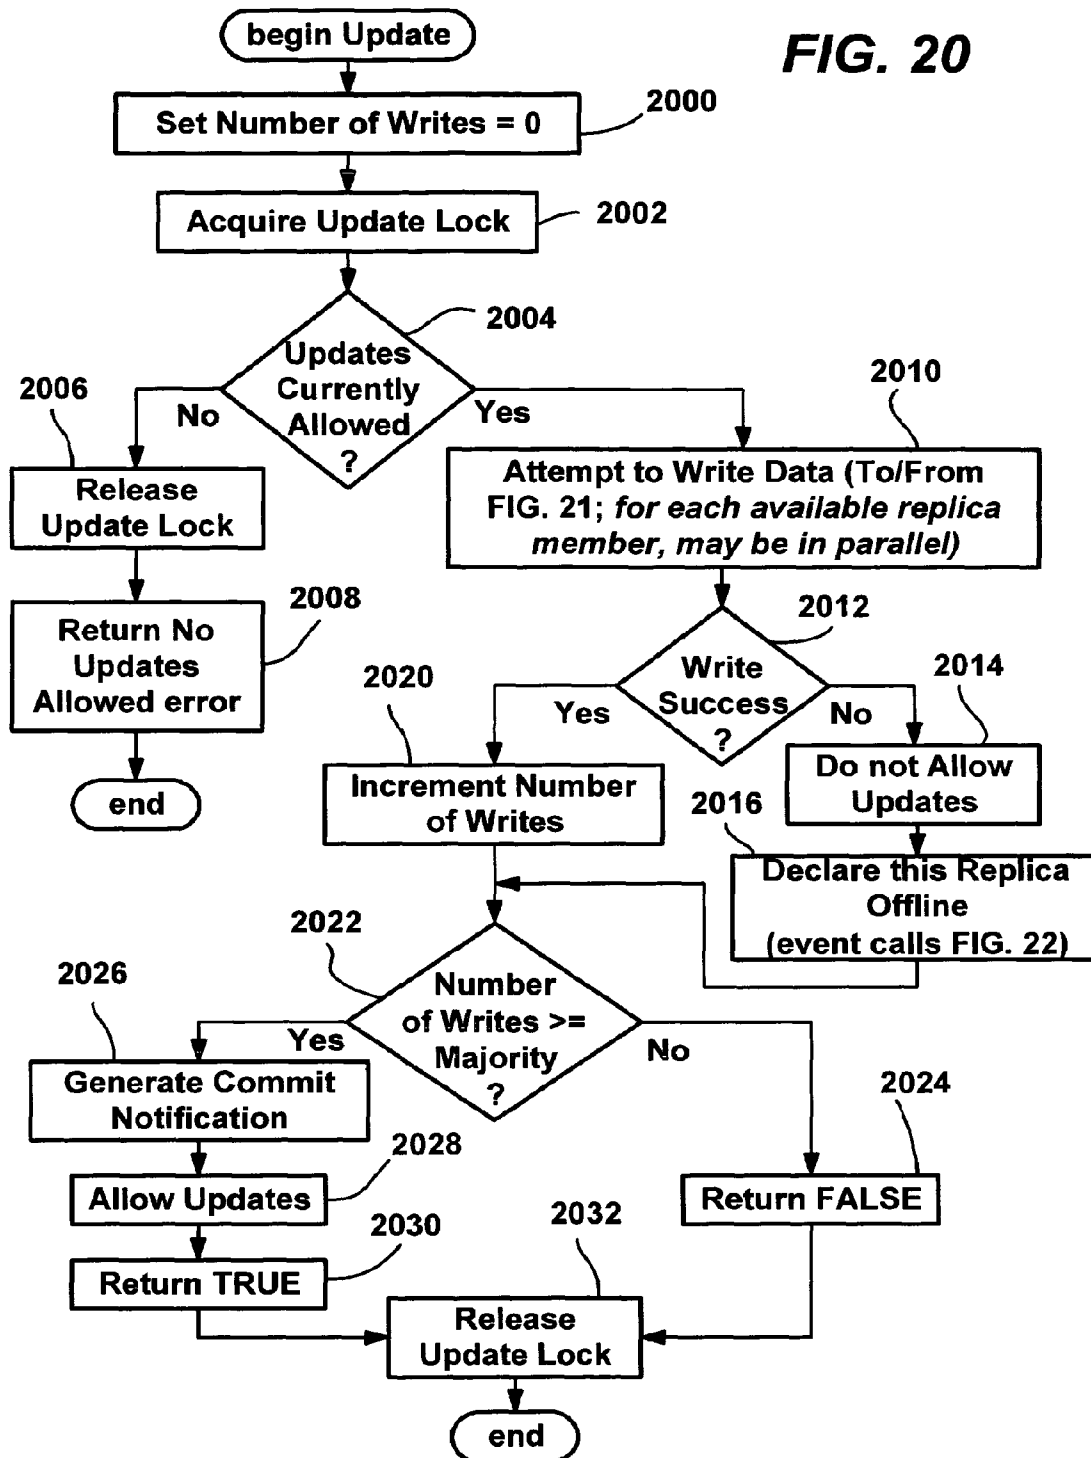 begin Update
FIG. 20
2000
Set Number of Writes = 0
2002
Acquire Update Lock
2004
Updates
Currently
Allowed
?
No
Yes
2006
Release
Update Lock
2008
Return No
Updates
Allowed error
end
2010
Attempt to Write Data (To/From
FIG. 21; for each available replica
member, may be in parallel)
2012
Write
Success
?
Yes
No
2014
Do not Allow
Updates
2016
Declare this Replica
Offline
(event calls FIG. 22)
2020
Increment Number
of Writes
2022
Number
of Writes >=
Majority
?
Yes
No
2026
Generate Commit
Notification
2028
Allow Updates
2030
Return TRUE
2024
Return FALSE
2032
Release
Update Lock
end